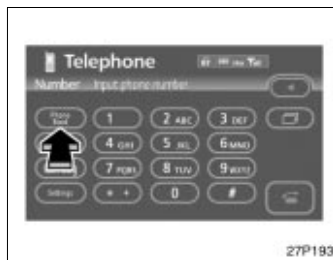 Telephone
Number Input phone number
Phone Book 1 2 ABC 3 DEF
4 GHI 5 JKL 6 MNO
7 PQRS 8 TUV 9 WXYZ
Settings * + 0 #
27P193